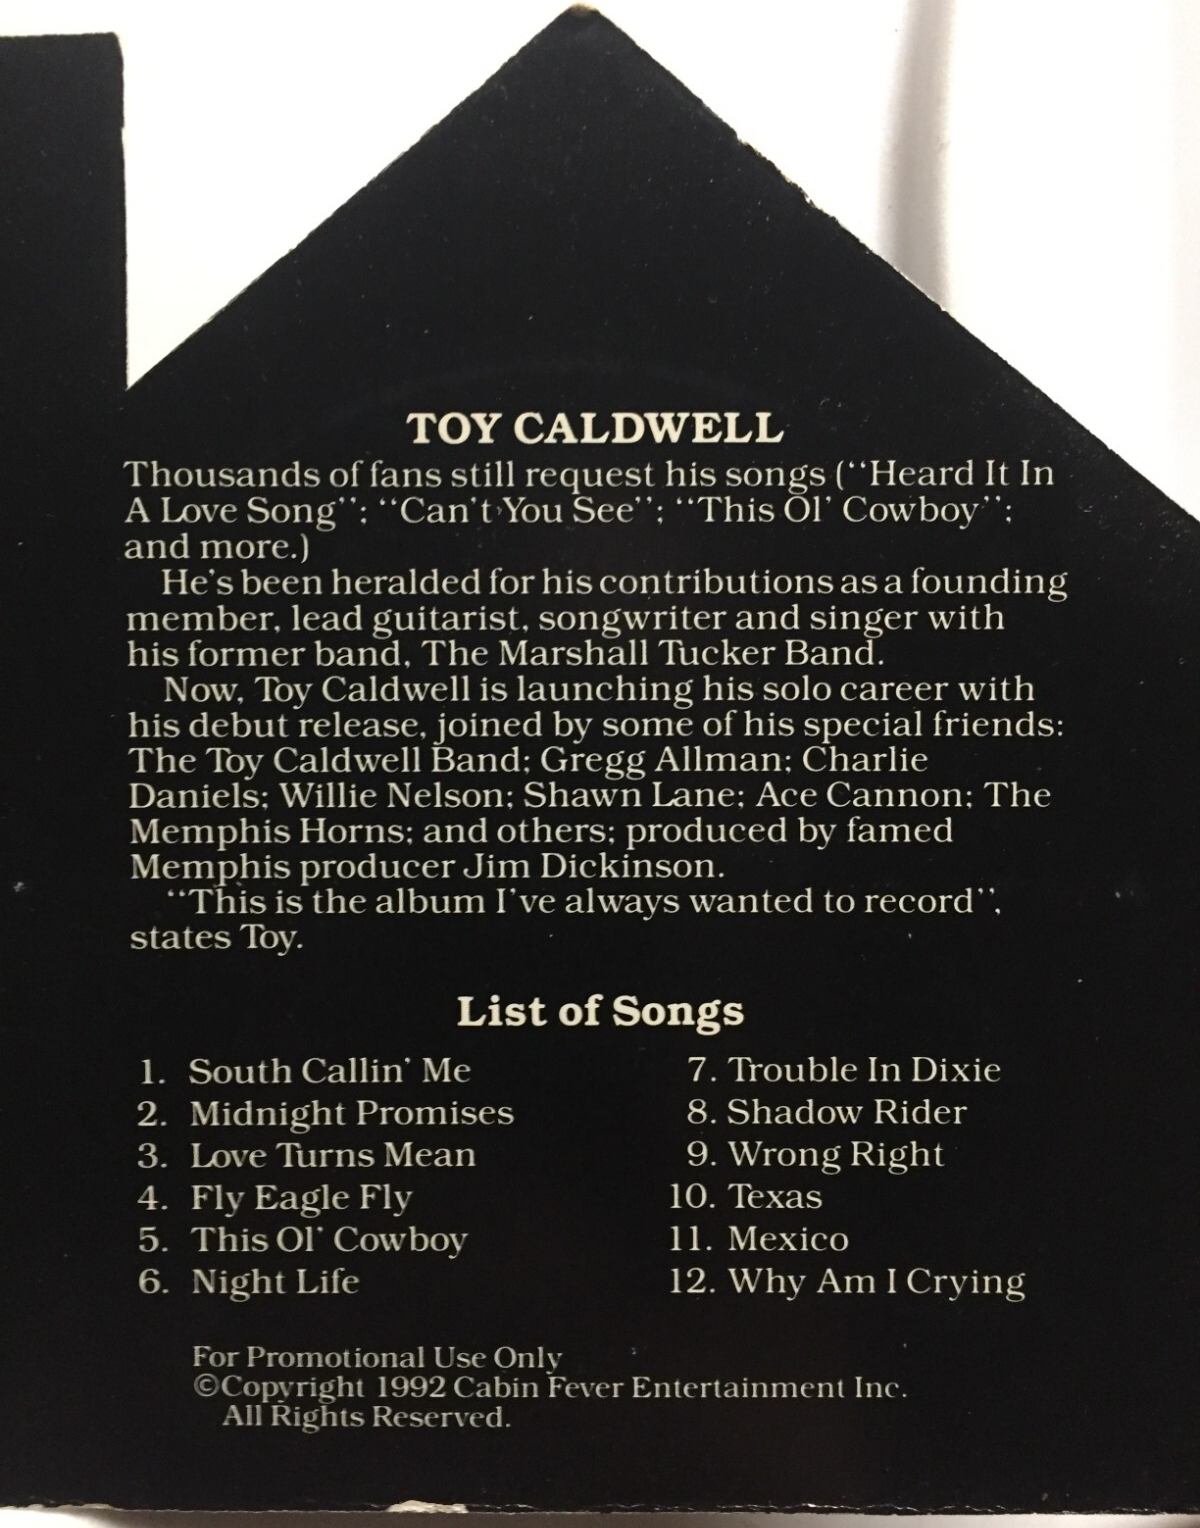 TOY CALDWELL
Thousands of fans still request his songs (“Heard It In
A Love Song”; “Can’t You See”; “This Ol’ Cowboy”;
and more.)
He’s been heralded for his contributions as a founding
member, lead guitarist, songwriter and singer with
his former band, The Marshall Tucker Band.
Now, Toy Caldwell is launching his solo career with
his debut release, joined by some of his special friends:
The Toy Caldwell Band; Gregg Allman; Charlie
Daniels; Willie Nelson; Shawn Lane; Ace Cannon; The
Memphis Horns; and others; produced by famed
Memphis producer Jim Dickinson.
“This is the album I’ve always wanted to record”,
states Toy.
List of Songs
1. South Callin’ Me
2. Midnight Promises
3. Love Turns Mean
4. Fly Eagle Fly
5. This Ol’ Cowboy
6. Night Life
7. Trouble In Dixie
8. Shadow Rider
9. Wrong Right
10. Texas
11. Mexico
12. Why Am I Crying
For Promotional Use Only
©Copyright 1992 Cabin Fever Entertainment Inc.
All Rights Reserved.